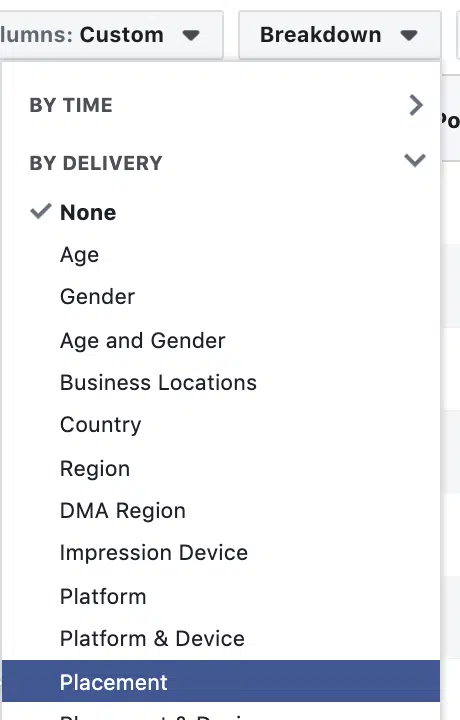 lumns: Custom Breakdown
Po
BY TIME
BY DELIVERY
None
Age
Gender
Age and Gender
Business Locations
Country
Region
DMA Region
Impression Device
Platform
Platform & Device
Placement